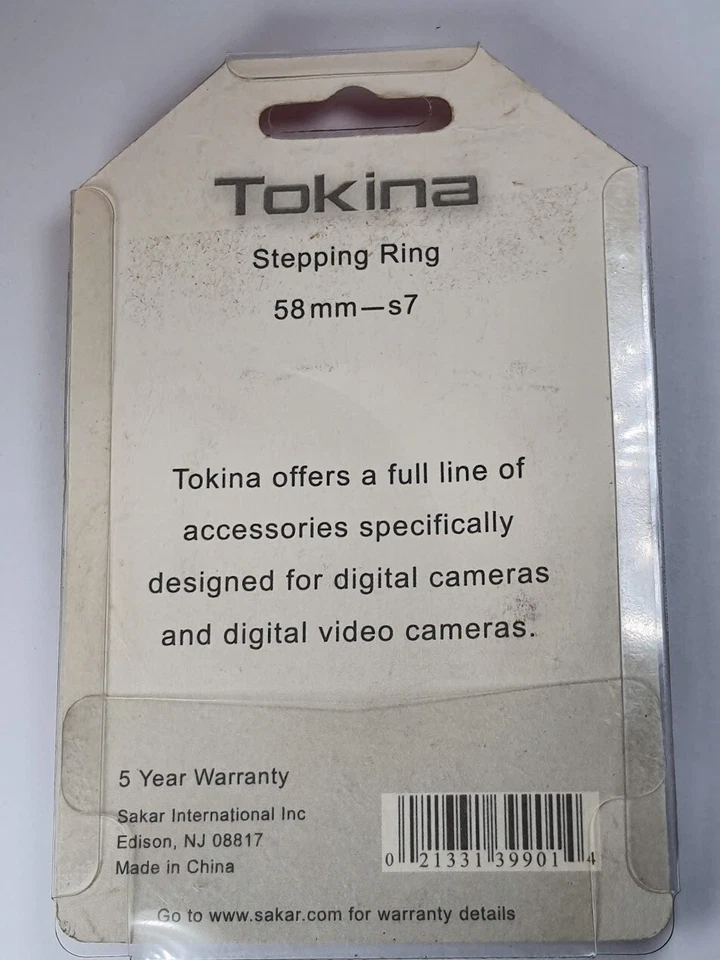 Tokina
Stepping Ring
58mm—s7
Tokina offers a full line of
accessories specifically
designed for digital cameras
and digital video cameras.
5 Year Warranty
Sakar International Inc
Edison, NJ 08817
Made in China
0 21331 39901 4
Go to www.sakar.com for warranty details